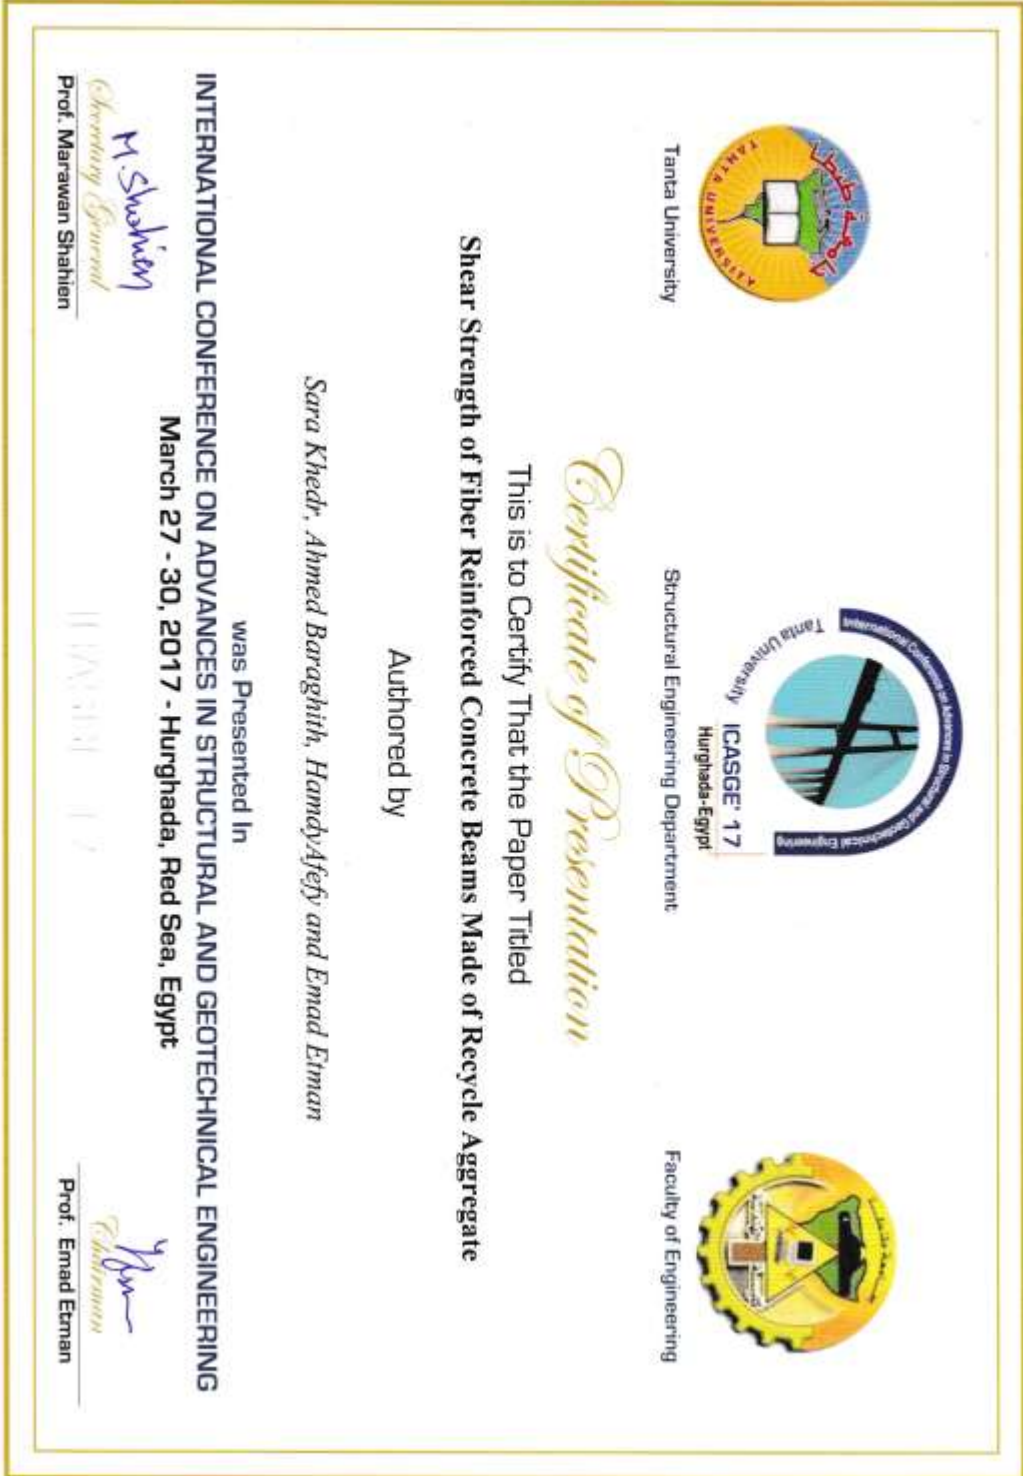 جامعة طنطا
TANTA UNIVERSITY
Tanta University
International Conference on Advances in Structural and Geotechnical Engineering
Tanta University
ICASGE' 17
Hurghada-Egypt
Structural Engineering Department
Faculty of Engineering
Certificate of Presentation
This is to Certify That the Paper Titled
Shear Strength of Fiber Reinforced Concrete Beams Made of Recycle Aggregate
Authored by
Sara Khedr, Ahmed Baraghith, HamdyAfefy and Emad Etman
was Presented In
INTERNATIONAL CONFERENCE ON ADVANCES IN STRUCTURAL AND GEOTECHNICAL ENGINEERING
March 27 - 30, 2017 - Hurghada, Red Sea, Egypt
M. Shahien
Secretary General
Prof. Marawan Shahien
Chairman
Prof. Emad Etman